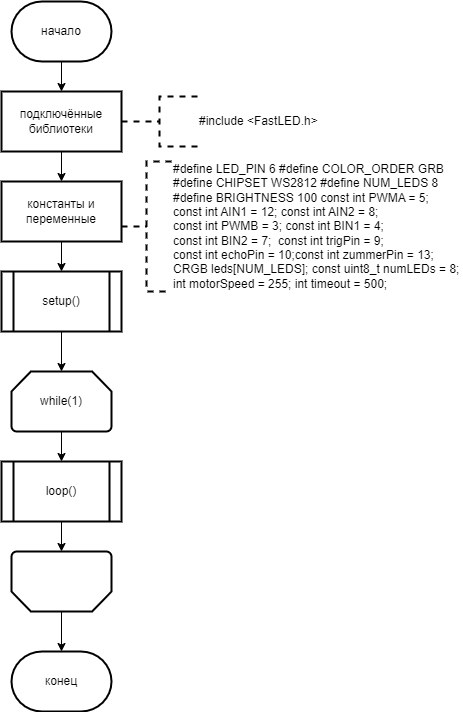 начало
подключённые
библиотеки
#include <FastLED.h>
константы и
переменные
#define LED_PIN 6 #define COLOR_ORDER GRB
#define CHIPSET WS2812 #define NUM_LEDS 8
#define BRIGHTNESS 100 const int PWMA = 5;
const int AIN1 = 12; const int AIN2 = 8;
const int PWMB = 3; const int BIN1 = 4;
const int BIN2 = 7;  const int trigPin = 9;
const int echoPin = 10;const int zummerPin = 13;
CRGB leds[NUM_LEDS]; const uint8_t numLEDs = 8;
int motorSpeed = 255; int timeout = 500;
setup()
while(1)
loop()
конец